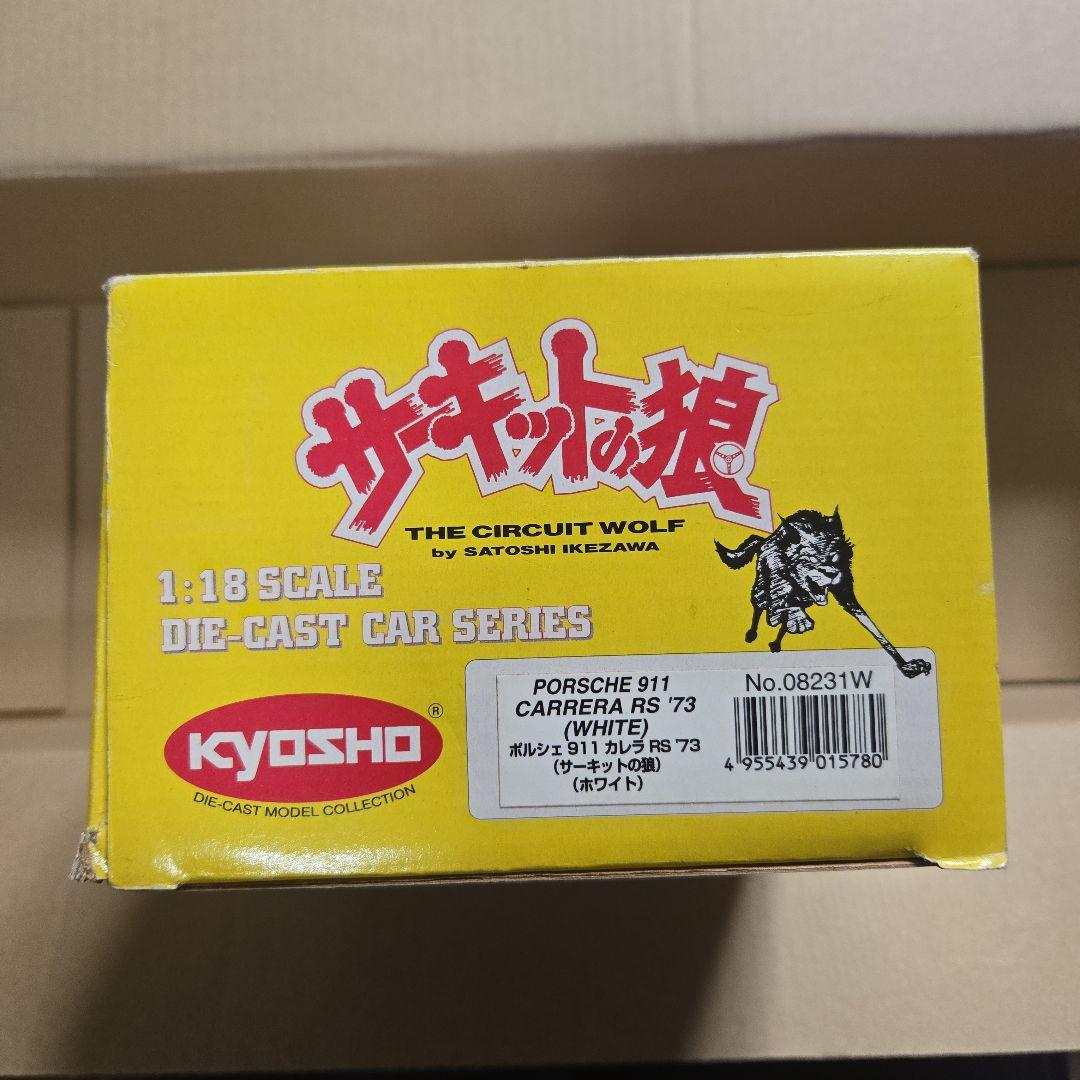 サーキットの狼
THE CIRCUIT WOLF
by SATOSHI IKEZAWA
1:18 SCALE
DIE-CAST CAR SERIES
KYOSHO ®
DIE-CAST MODEL COLLECTION
PORSCHE 911
CARRERA RS '73
(WHITE)
ポルシェ 911 カレラ RS '73
(サーキットの狼)
(ホワイト)
No.08231W
4 955439 015780